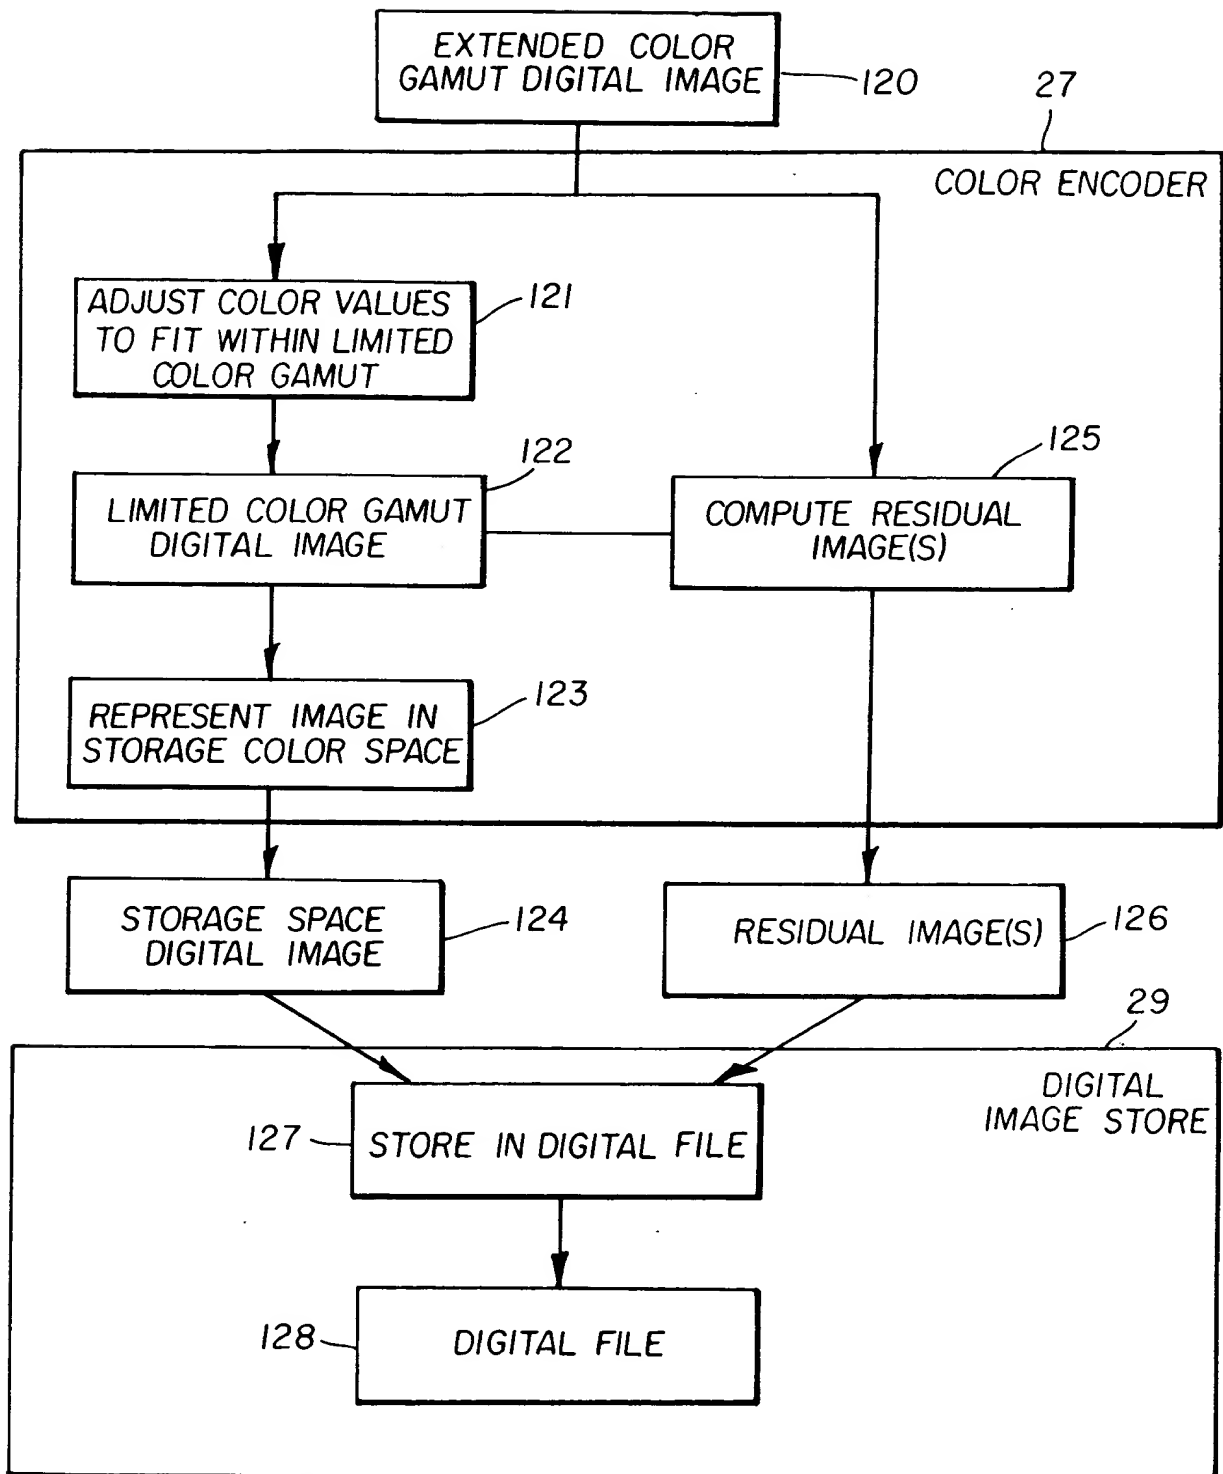 EXTENDED COLOR
GAMUT DIGITAL IMAGE
120
27
COLOR ENCODER
ADJUST COLOR VALUES
TO FIT WITHIN LIMITED
COLOR GAMUT
121
122
LIMITED COLOR GAMUT
DIGITAL IMAGE
125
COMPUTE RESIDUAL
IMAGE(S)
REPRESENT IMAGE IN
STORAGE COLOR SPACE
123
STORAGE SPACE
DIGITAL IMAGE
124
RESIDUAL IMAGE(S)
126
29
DIGITAL
IMAGE STORE
127
STORE IN DIGITAL FILE
128
DIGITAL FILE